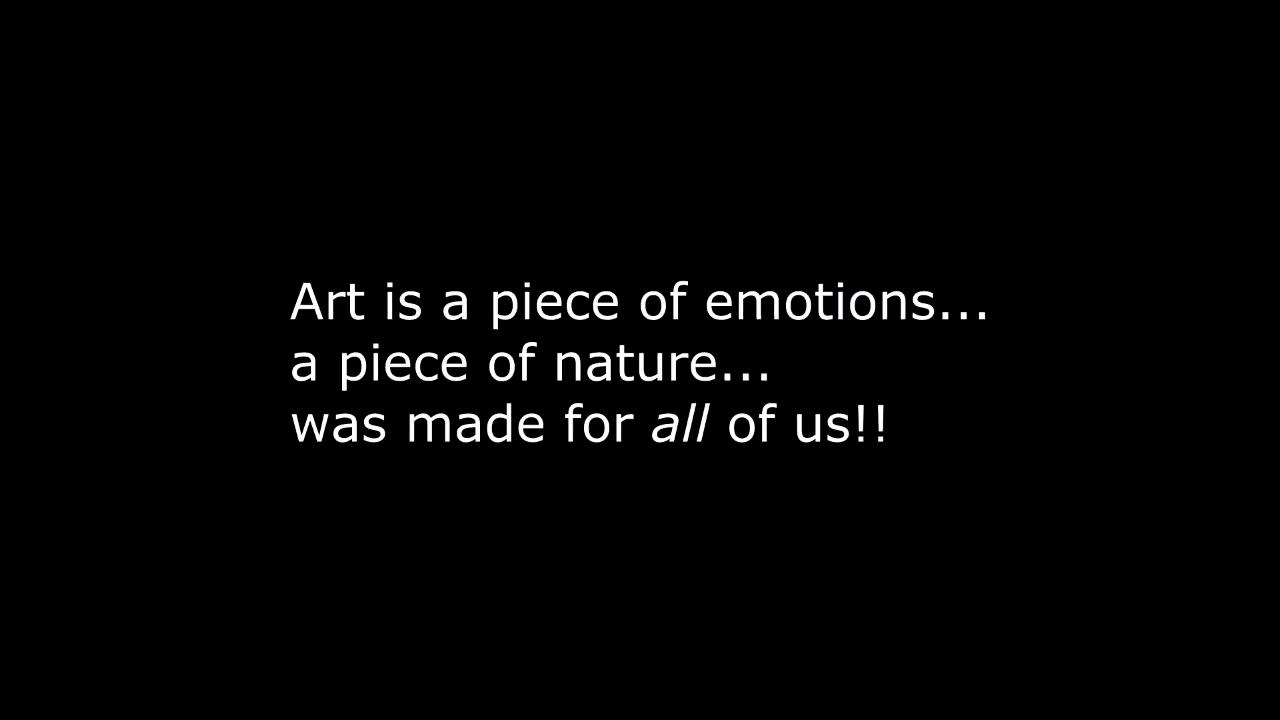 Art is a piece of emotions...
a piece of nature...
was made for all of us!!